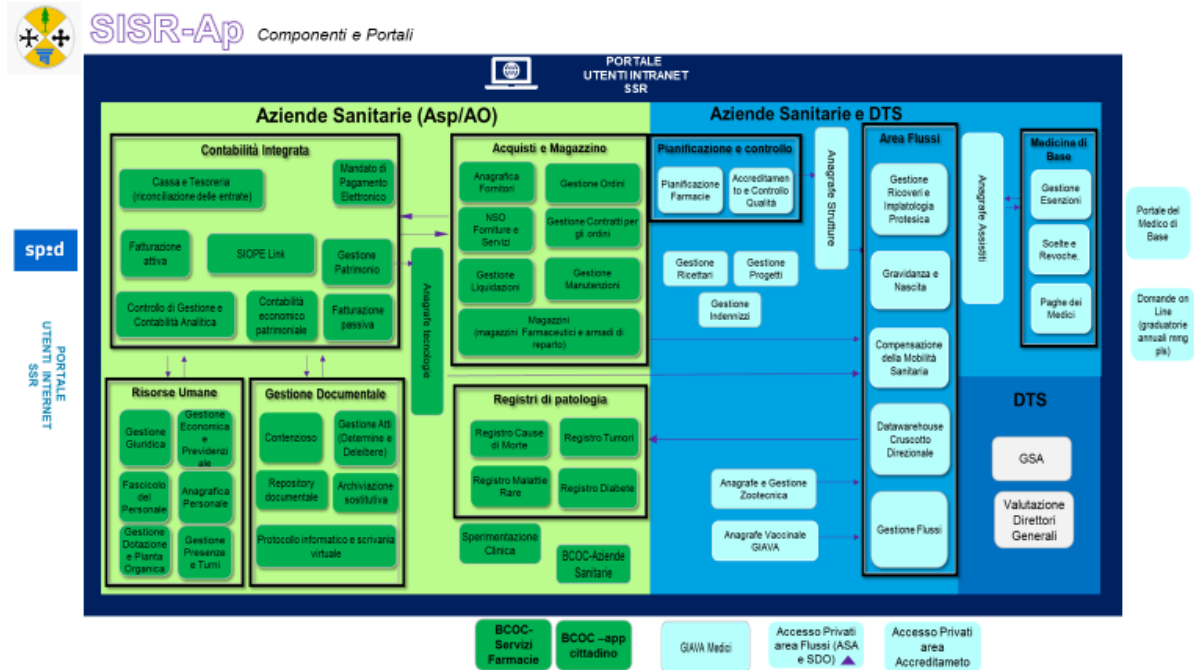 SISR-Ap Componenti e Portali
PORTALE
UTENTI INTRANET
SSR
sp:d
PORTALE
UTENTI INTERNET
SSR
Aziende Sanitarie (Asp/AO)
Contabilità Integrata
Cassa e Tesoreria
(riconciliazione delle entrate)
Mandato di
Pagamento
Elettronico
Fatturazione
attiva
SIOPE Link
Gestione
Patrimonio
Controllo di Gestione e
Contabilità Analitica
Contabilità
economico
patrimoniale
Fatturazione
passiva
Anagrafe tecnologie
Acquisti e Magazzino
Anagrafica
Fornitori
Gestione Ordini
NSO
Forniture e
Servizi
Gestione Contratti per
gli ordini
Gestione
Liquidazioni
Gestione
Manutenzioni
Magazzini
(magazzini Farmaceutici e armadi di
reparto)
Risorse Umane
Gestione
Giuridica
Gestione
Economica
e
Previdenzi
ale
Fascicolo
del
Personale
Anagrafica
Personale
Gestione
Dotazione
e Pianta
Organica
Gestione
Presenze
e Turni
Gestione Documentale
Contenzioso
Gestione Atti
(Determine e
Deleibere)
Repository
documentale
Archiviazione
sostitutiva
Protocollo informatico e scrivania
virtuale
Registri di patologia
Registro Cause
di Morte
Registro Tumori
Registro Malattie
Rare
Registro Diabete
Sperimentazione
Clinica
BCOC-Aziende
Sanitarie
Aziende Sanitarie e DTS
Pianificazione e controllo
Pianificazione
Farmacie
Accreditamen
to e Controllo
Qualità
Gestione
Ricettari
Gestione
Progetti
Gestione
Indennizzi
Anagrafe Strutture
Area Flussi
Gestione
Ricoveri e
Implatologia
Protesica
Gravidanza e
Nascita
Compensazione
della Mobilità
Sanitaria
Datawarehouse
Cruscotto
Direzionale
Gestione Flussi
Anagrafe e Gestione
Zootecnica
Anagrafe Vaccinale
GIAVA
Anagrafe Assistiti
Medicina di
Base
Gestione
Esenzioni
Scelte e
Revoche,
Paghe dei
Medici
DTS
GSA
Valutazione
Direttori
Generali
Portale del
Medico di
Base
Domande on
Line
(graduatorie
annuali mmg
pls)
BCOC-
Servizi
Farmacie
BCOC –app
cittadino
GIAVA Medici
Accesso Privati
area Flussi (ASA
e SDO)
Accesso Privati
area
Accreditameto